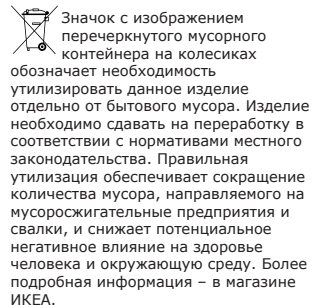 Значок с изображением
перечеркнутого мусорного
контейнера на колесиках
обозначает необходимость
утилизировать данное изделие
отдельно от бытового мусора. Изделие
необходимо сдавать на переработку в
соответствии с нормативами местного
законодательства. Правильная
утилизация обеспечивает сокращение
количества мусора, направляемого на
мусоросжигательные предприятия и
свалки, и снижает потенциальное
негативное влияние на здоровье
человека и окружающую среду. Более
подробная информация – в магазине
ИКЕА.